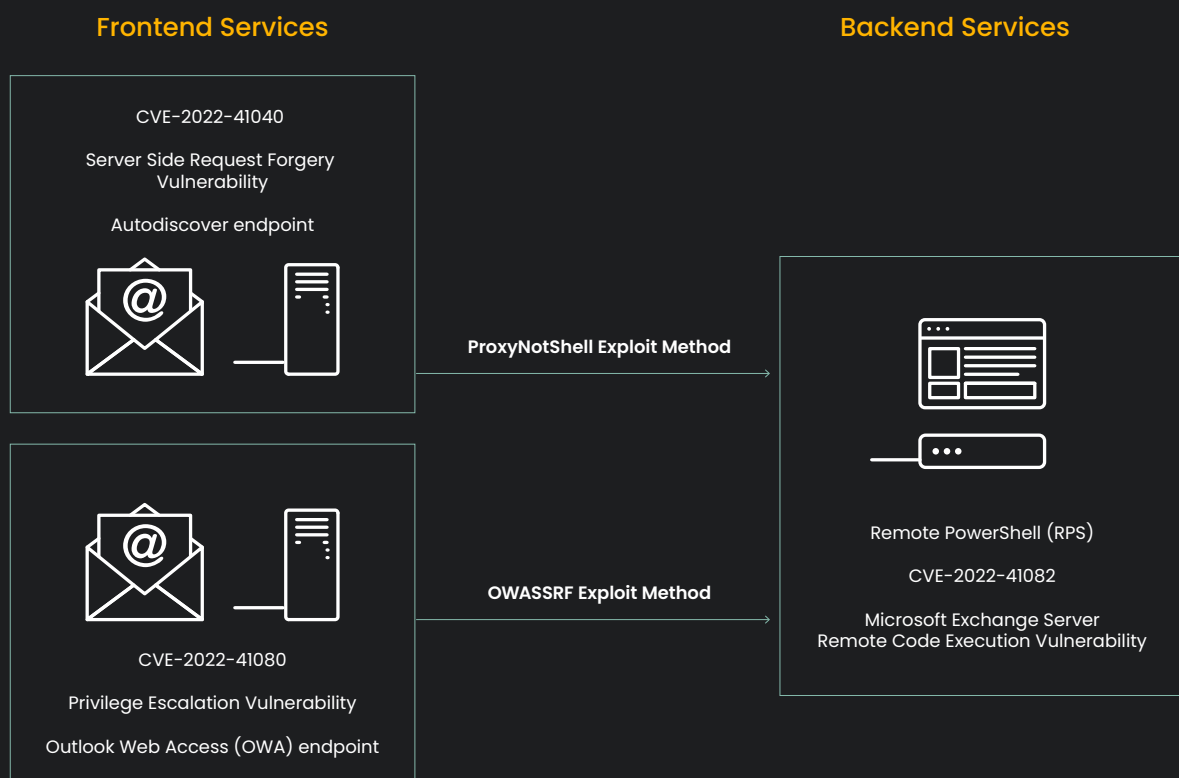 Frontend Services
Backend Services
CVE-2022-41040
Server Side Request Forgery
Vulnerability
Autodiscover endpoint
@
ProxyNotShell Exploit Method
@
OWASSRF Exploit Method
CVE-2022-41080
Privilege Escalation Vulnerability
Outlook Web Access (OWA) endpoint
Remote PowerShell (RPS)
CVE-2022-41082
Microsoft Exchange Server
Remote Code Execution Vulnerability